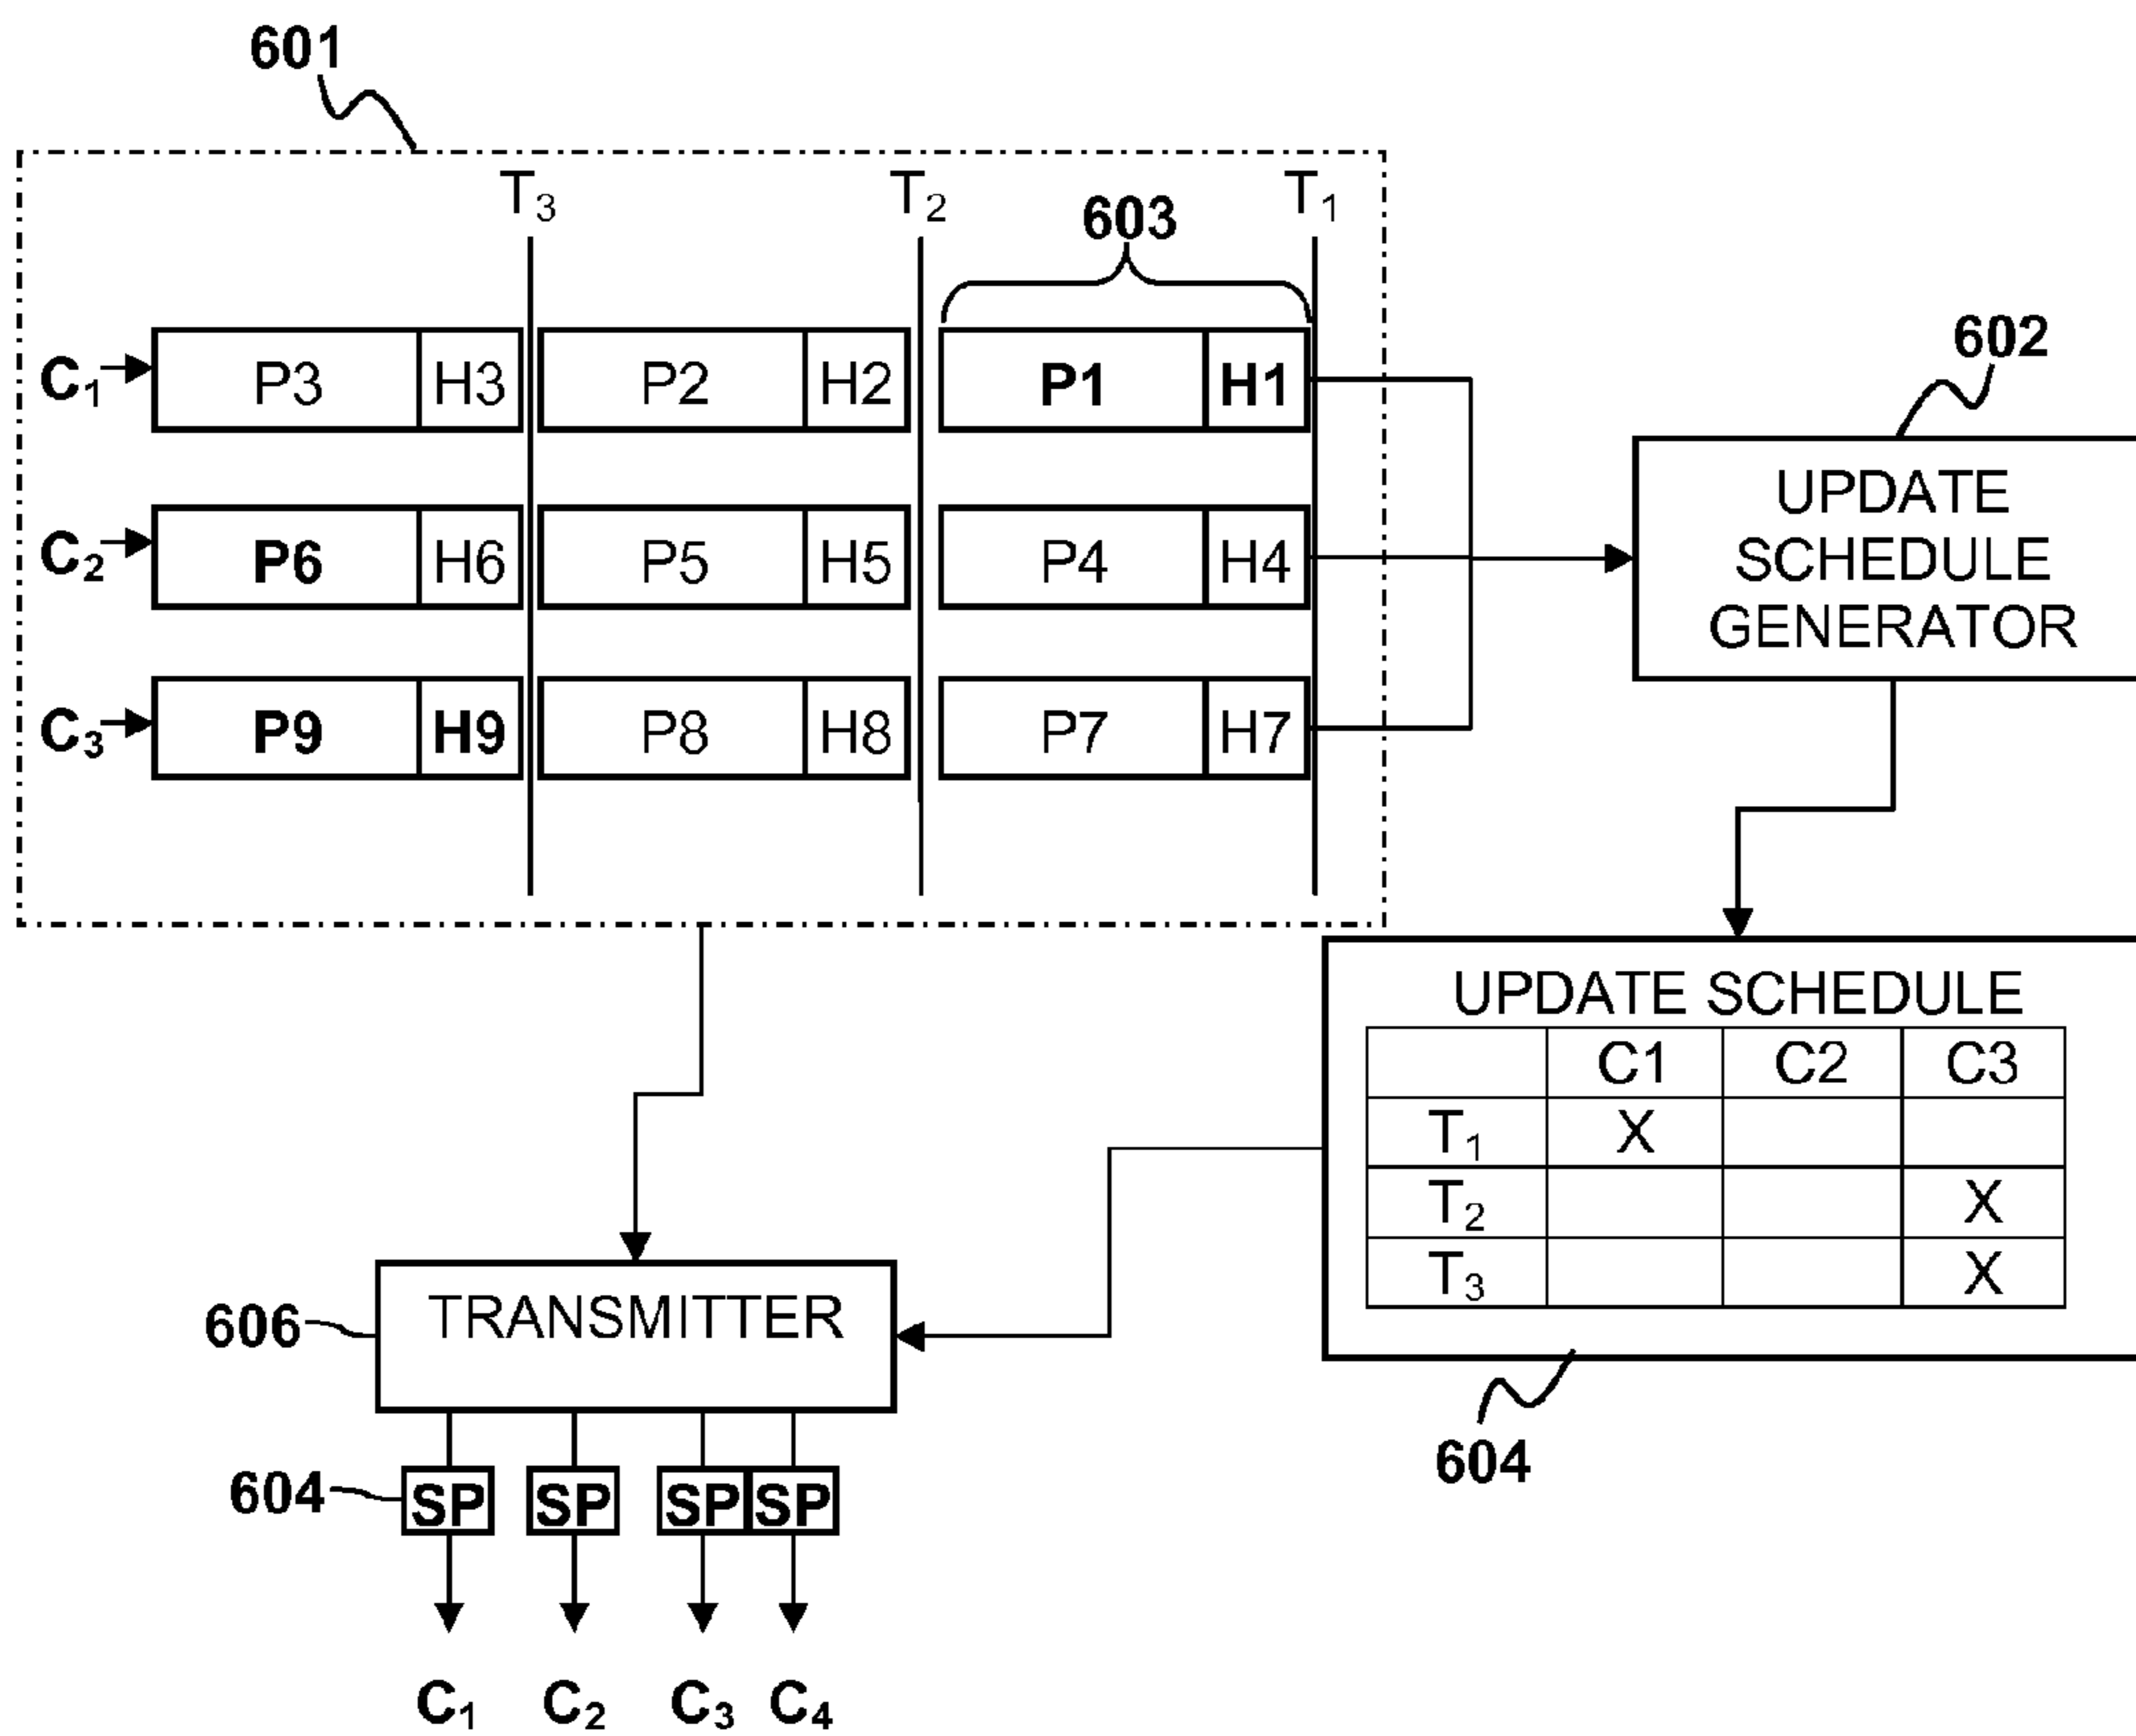 601
T3 T2 T1
603
C1 P3 H3 P2 H2 P1 H1
602
UPDATE
SCHEDULE
GENERATOR
C2 P6 H6 P5 H5 P4 H4
C3 P9 H9 P8 H8 P7 H7
UPDATE SCHEDULE
C1 C2 C3
T1 X
T2 X
T3 X
604
606 TRANSMITTER
604 SP SP SP SP
C1 C2 C3 C4